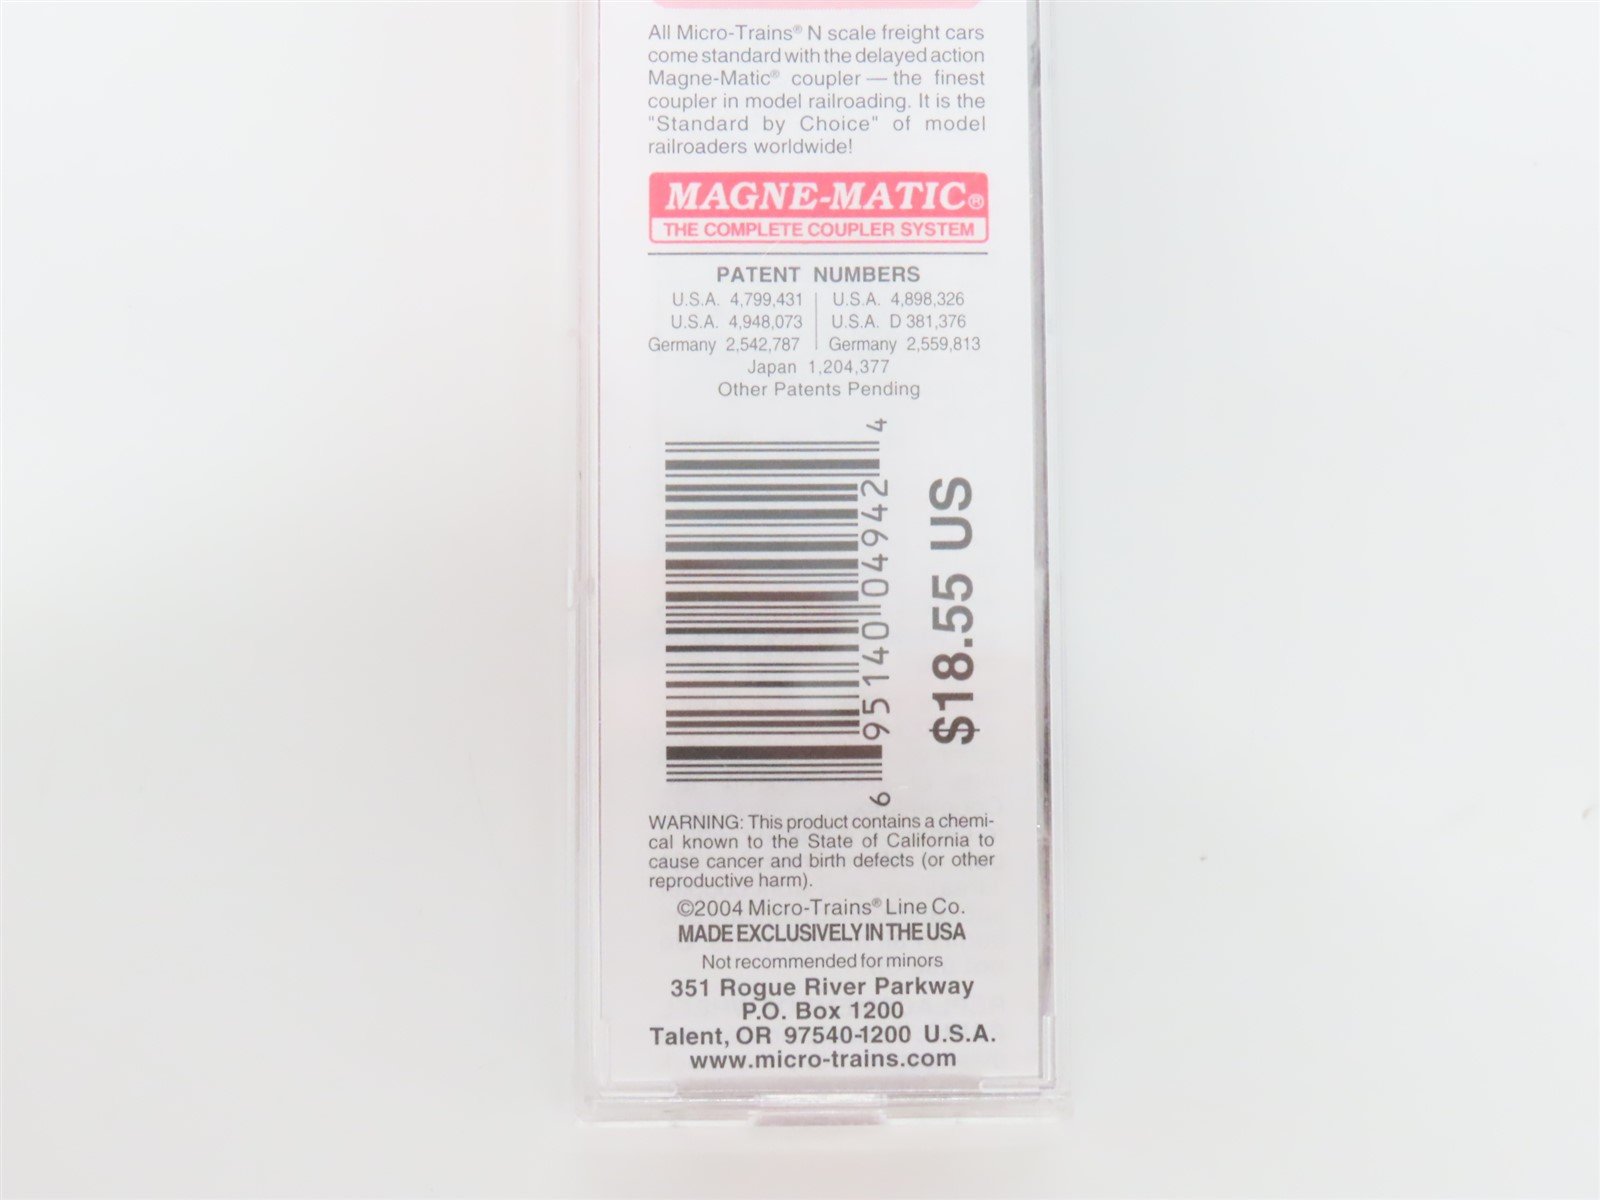 All Micro-Trains® N scale freight cars
come standard with the delayed action
Magne-Matic® coupler — the finest
coupler in model railroading. It is the
"Standard by Choice" of model
railroaders worldwide!
MAGNE-MATIC®
THE COMPLETE COUPLER SYSTEM
PATENT NUMBERS
U.S.A. 4,799,431 U.S.A. 4,898,326
U.S.A. 4,948,073 U.S.A. D 381,376
Germany 2,542,787 Germany 2,559,813
Japan 1,204,377
Other Patents Pending
6 95140 04942 4
$18.55 US
WARNING: This product contains a chemi-
cal known to the State of California to
cause cancer and birth defects (or other
reproductive harm).
©2004 Micro-Trains® Line Co.
MADE EXCLUSIVELY IN THE USA
Not recommended for minors
351 Rogue River Parkway
P.O. Box 1200
Talent, OR 97540-1200 U.S.A.
www.micro-trains.com